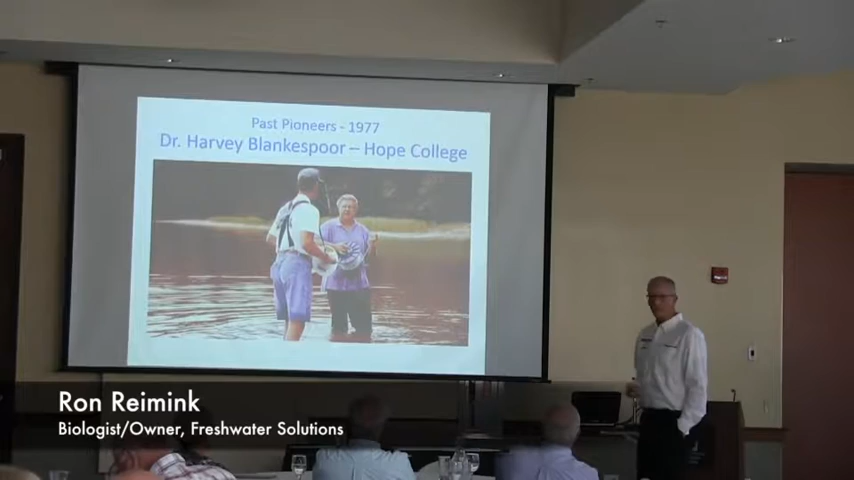 Past Pioneers - 1977
Dr. Harvey Blankespoor – Hope College
Ron Reimink
Biologist/Owner, Freshwater Solutions